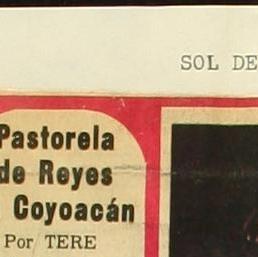 SOL DE
Pastorela
de Reyes
Coyoacán
Por TERE